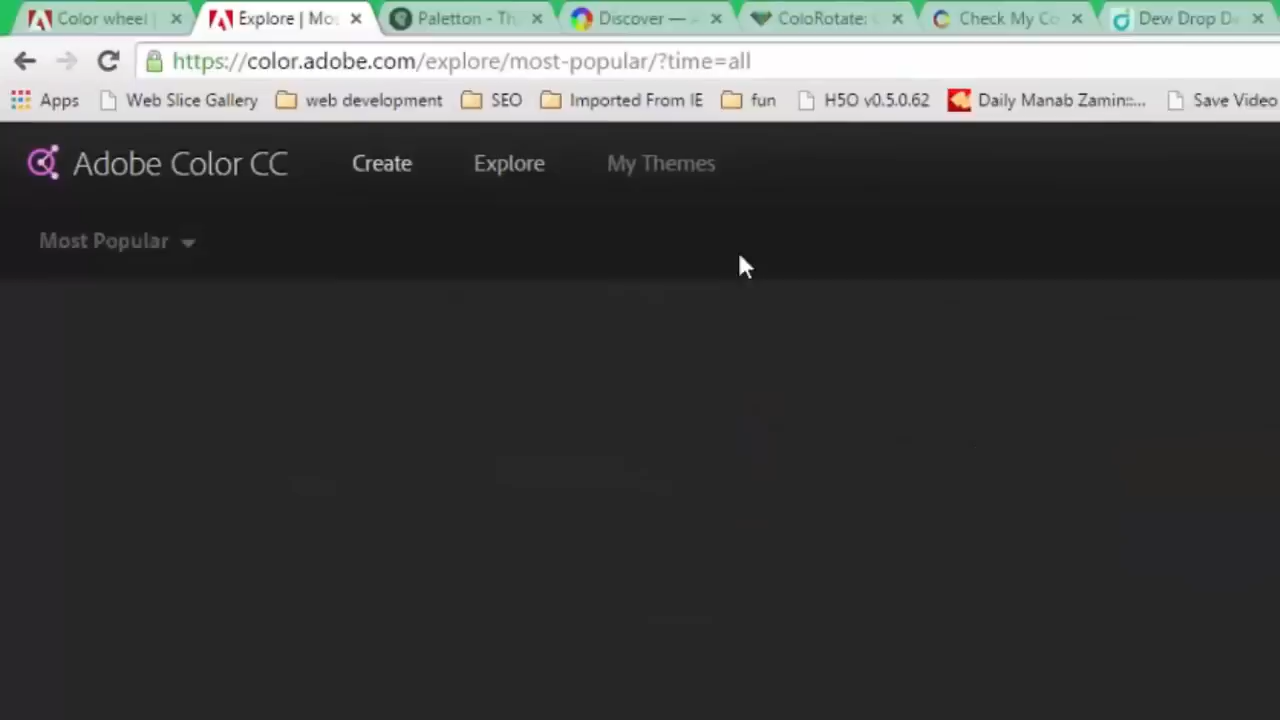 Color wheel | Explore | Mo Paletton - Th Discover — ColoRotate: Check My Co Dew Drop D
https://color.adobe.com/explore/most-popular/?time=all
Apps Web Slice Gallery web development SEO Imported From IE fun H5O v0.5.0.62 Daily Manab Zamin::... Save Video
Adobe Color CC Create Explore My Themes
Most Popular